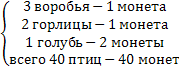 3 воробья − 1 монета
2 горлицы − 1 монета
1 голубь − 2 монеты
всего 40 птиц − 40 монет